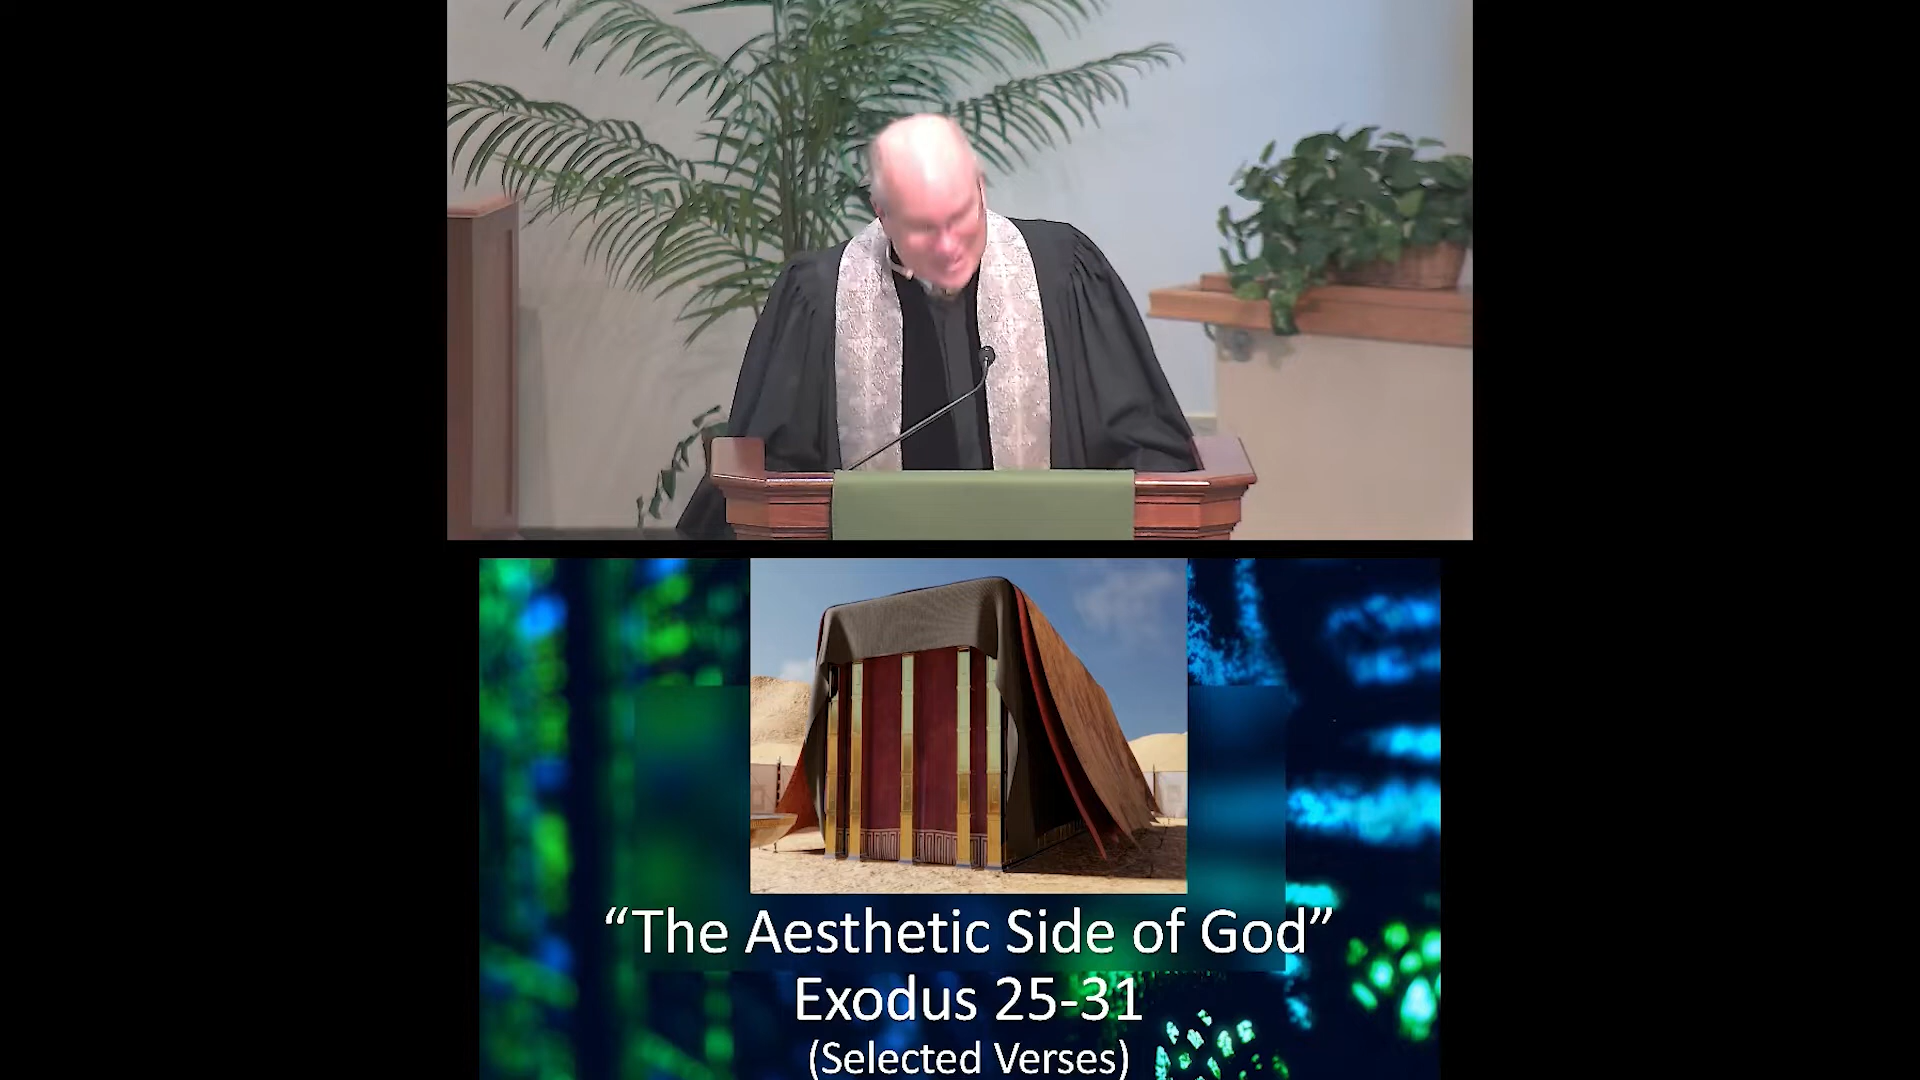 “The Aesthetic Side of God”
Exodus 25-31
(Selected Verses)